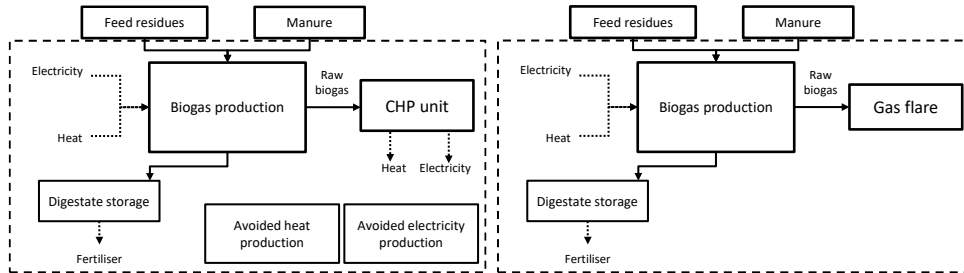 Feed residues
Manure
Electricity
Heat
Biogas production
Raw
biogas
CHP unit
Heat
Electricity
Digestate storage
Fertiliser
Avoided heat
production
Avoided electricity
production
Feed residues
Manure
Electricity
Heat
Biogas production
Raw
biogas
Gas flare
Digestate storage
Fertiliser